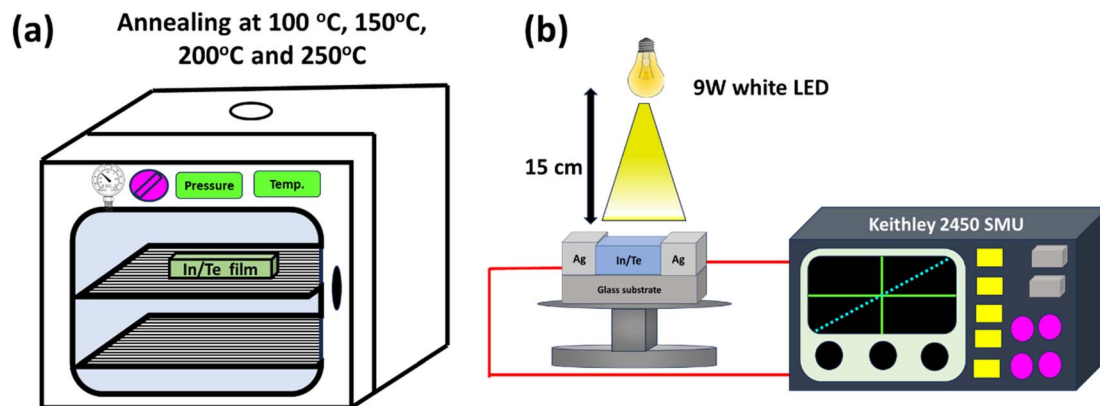 (a)
Annealing at 100 °C, 150°C,
200°C and 250°C
Pressure
Temp.
In/Te film
(b)
9W white LED
15 cm
Keithley 2450 SMU
Ag
In/Te
Ag
Glass substrate